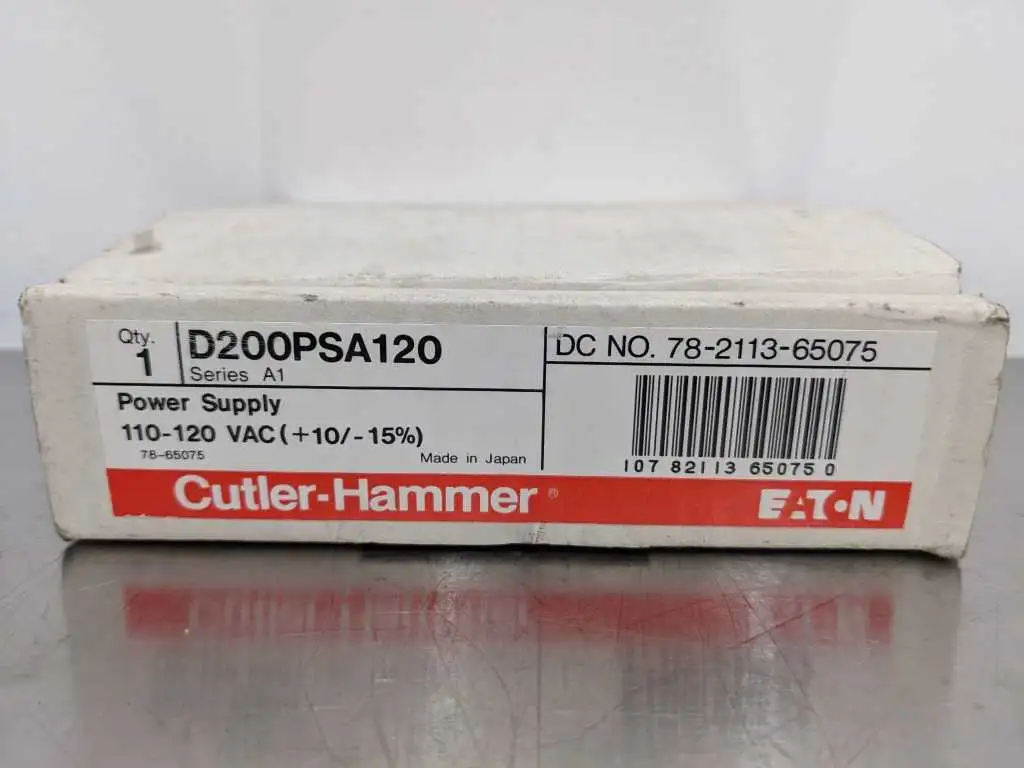 Qty.
1
D200PSA120
Series A1
DC NO. 78-2113-65075
Power Supply
110-120 VAC (+10/-15%)
78-65075
Made in Japan
107 82113 65075 0
Cutler-Hammer®
EATON